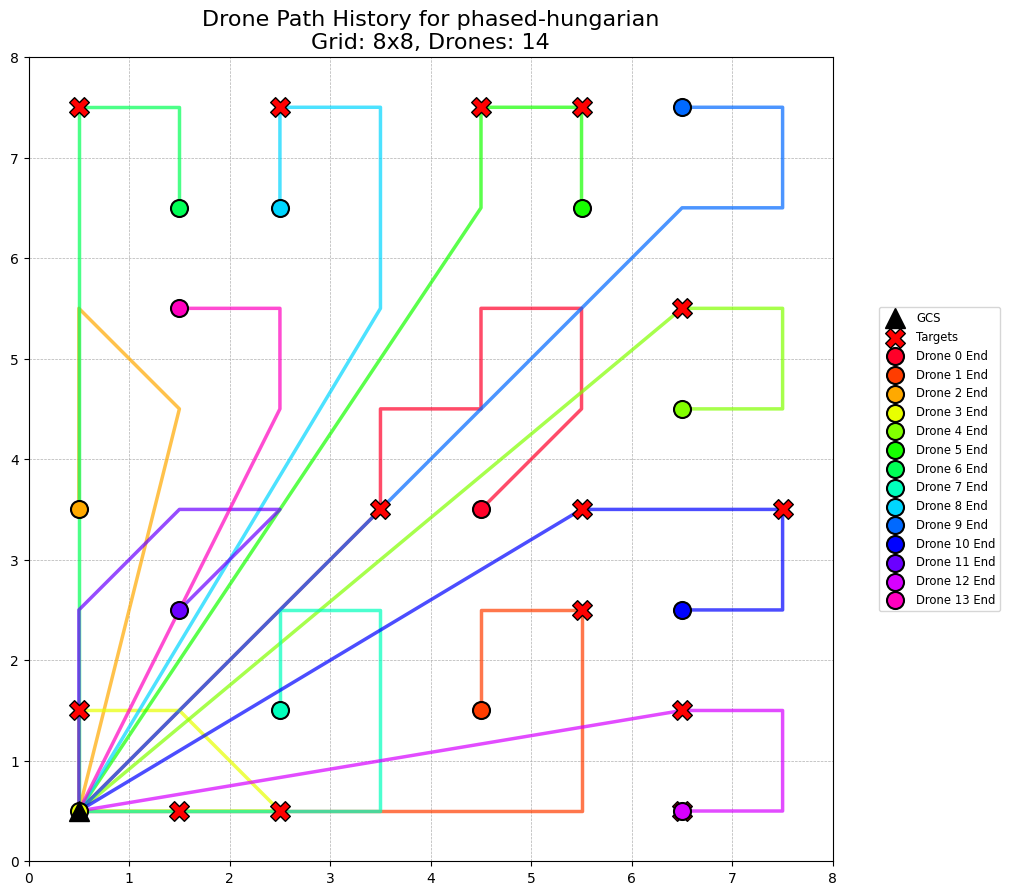 Drone Path History for phased-hungarian
Grid: 8x8, Drones: 14
8
7
6
5
4
3
2
1
0
0
1
2
3
4
5
6
7
8
GCS
Targets
Drone 0 End
Drone 1 End
Drone 2 End
Drone 3 End
Drone 4 End
Drone 5 End
Drone 6 End
Drone 7 End
Drone 8 End
Drone 9 End
Drone 10 End
Drone 11 End
Drone 12 End
Drone 13 End